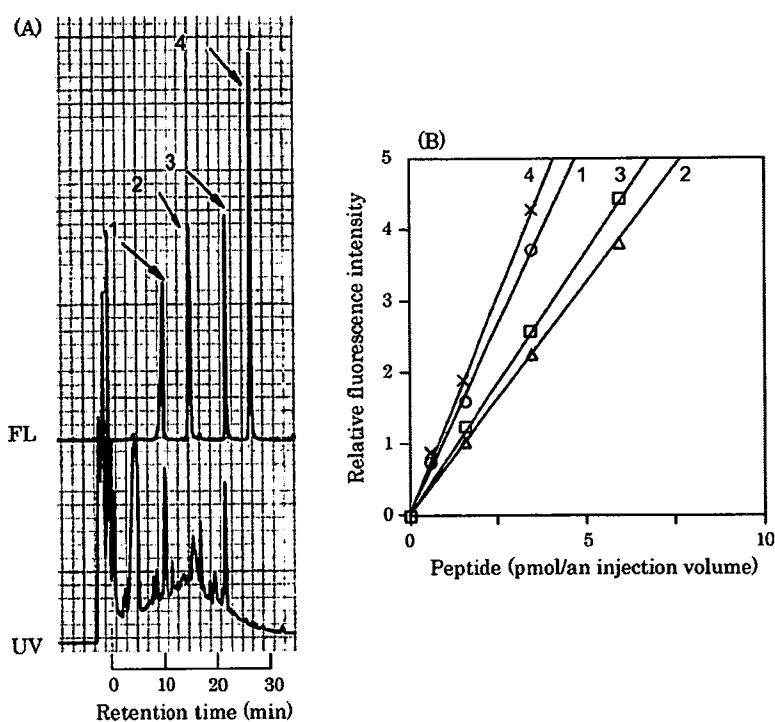 (A)
4
3
2
1
FL
UV
0 10 20 30
Retention time (min)
(B)
5
4
3
2
1
0
4 1 3 2
0 5 10
Relative fluorescence intensity
Peptide (pmol/an injection volume)